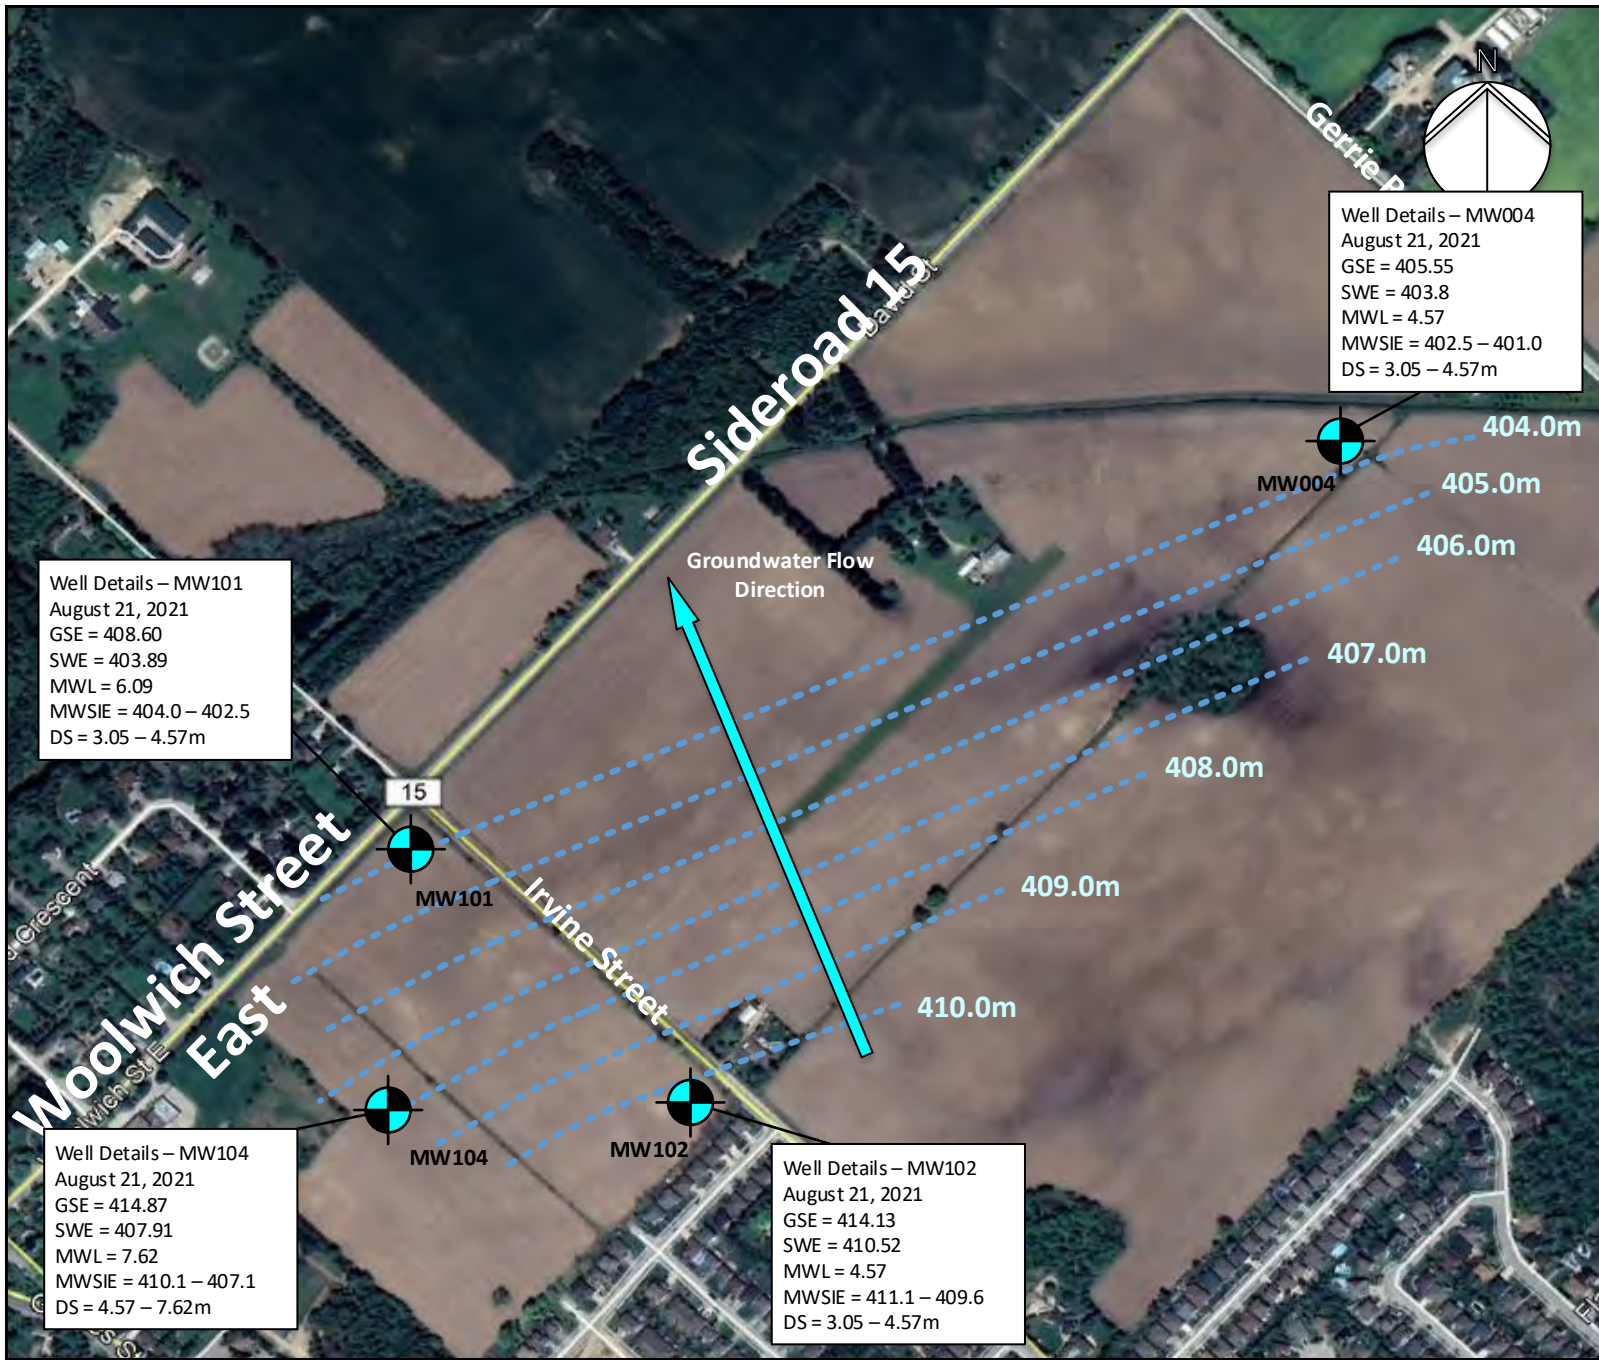 N
Gerrie
Well Details – MW004
August 21, 2021
GSE = 405.55
SWE = 403.8
MWL = 4.57
MWSIE = 402.5 – 401.0
DS = 3.05 – 4.57m
Sideroad 15
David St
404.0m
MW004
405.0m
406.0m
Groundwater Flow
Direction
Well Details – MW101
August 21, 2021
GSE = 408.60
SWE = 403.89
MWL = 6.09
MWSIE = 404.0 – 402.5
DS = 3.05 – 4.57m
407.0m
408.0m
15
MW101
409.0m
Irvine Street
Crescent
Woolwich Street
East
410.0m
MW104
MW102
Well Details – MW104
August 21, 2021
GSE = 414.87
SWE = 407.91
MWL = 7.62
MWSIE = 410.1 – 407.1
DS = 4.57 – 7.62m
Well Details – MW102
August 21, 2021
GSE = 414.13
SWE = 410.52
MWL = 4.57
MWSIE = 411.1 – 409.6
DS = 3.05 – 4.57m